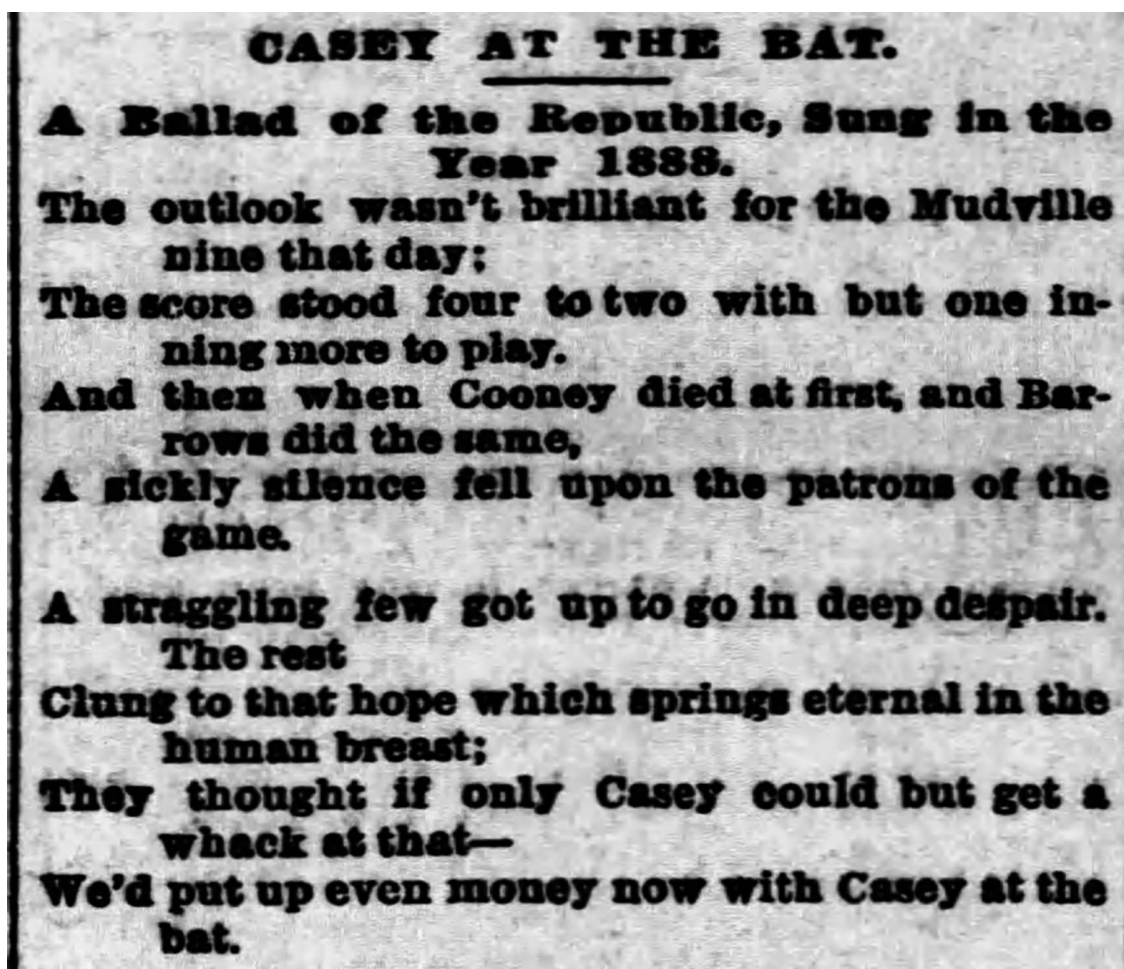 CASEY AT THE BAT.
A Ballad of the Republic, Sung in the
Year 1888.
The outlook wasn't brilliant for the Mudville
nine that day;
The score stood four to two with but one in-
ning more to play.
And then when Cooney died at first, and Bar-
rows did the same,
A sickly silence fell upon the patrons of the
game.
A straggling few got up to go in deep despair.
The rest
Clung to that hope which springs eternal in the
human breast;
They thought if only Casey could but get a
whack at that—
We'd put up even money now with Casey at the
bat.